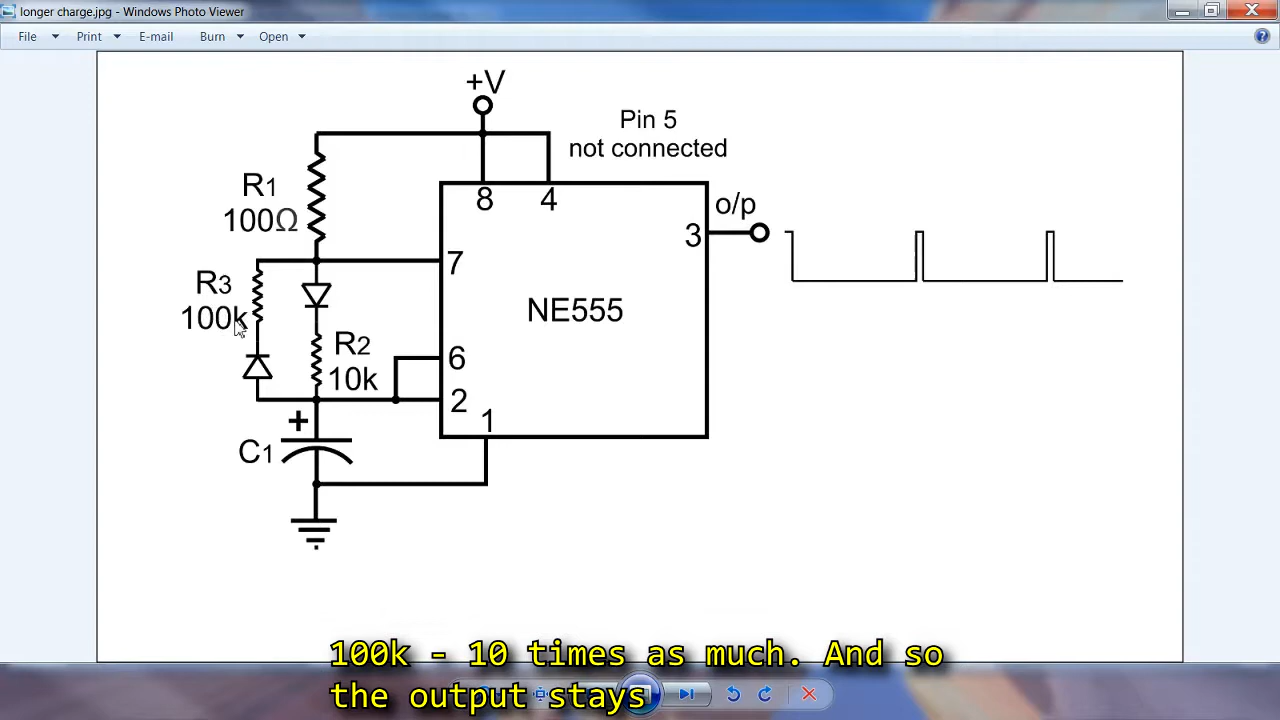 longer charge.jpg - Windows Photo Viewer
File Print E-mail Burn Open
+V
Pin 5
not connected
R1
100Ω
8 4
o/p
3
7
R3
100k
NE555
R2
10k
6
2
1
+
C1
100k - 10 times as much. And so
the output stays